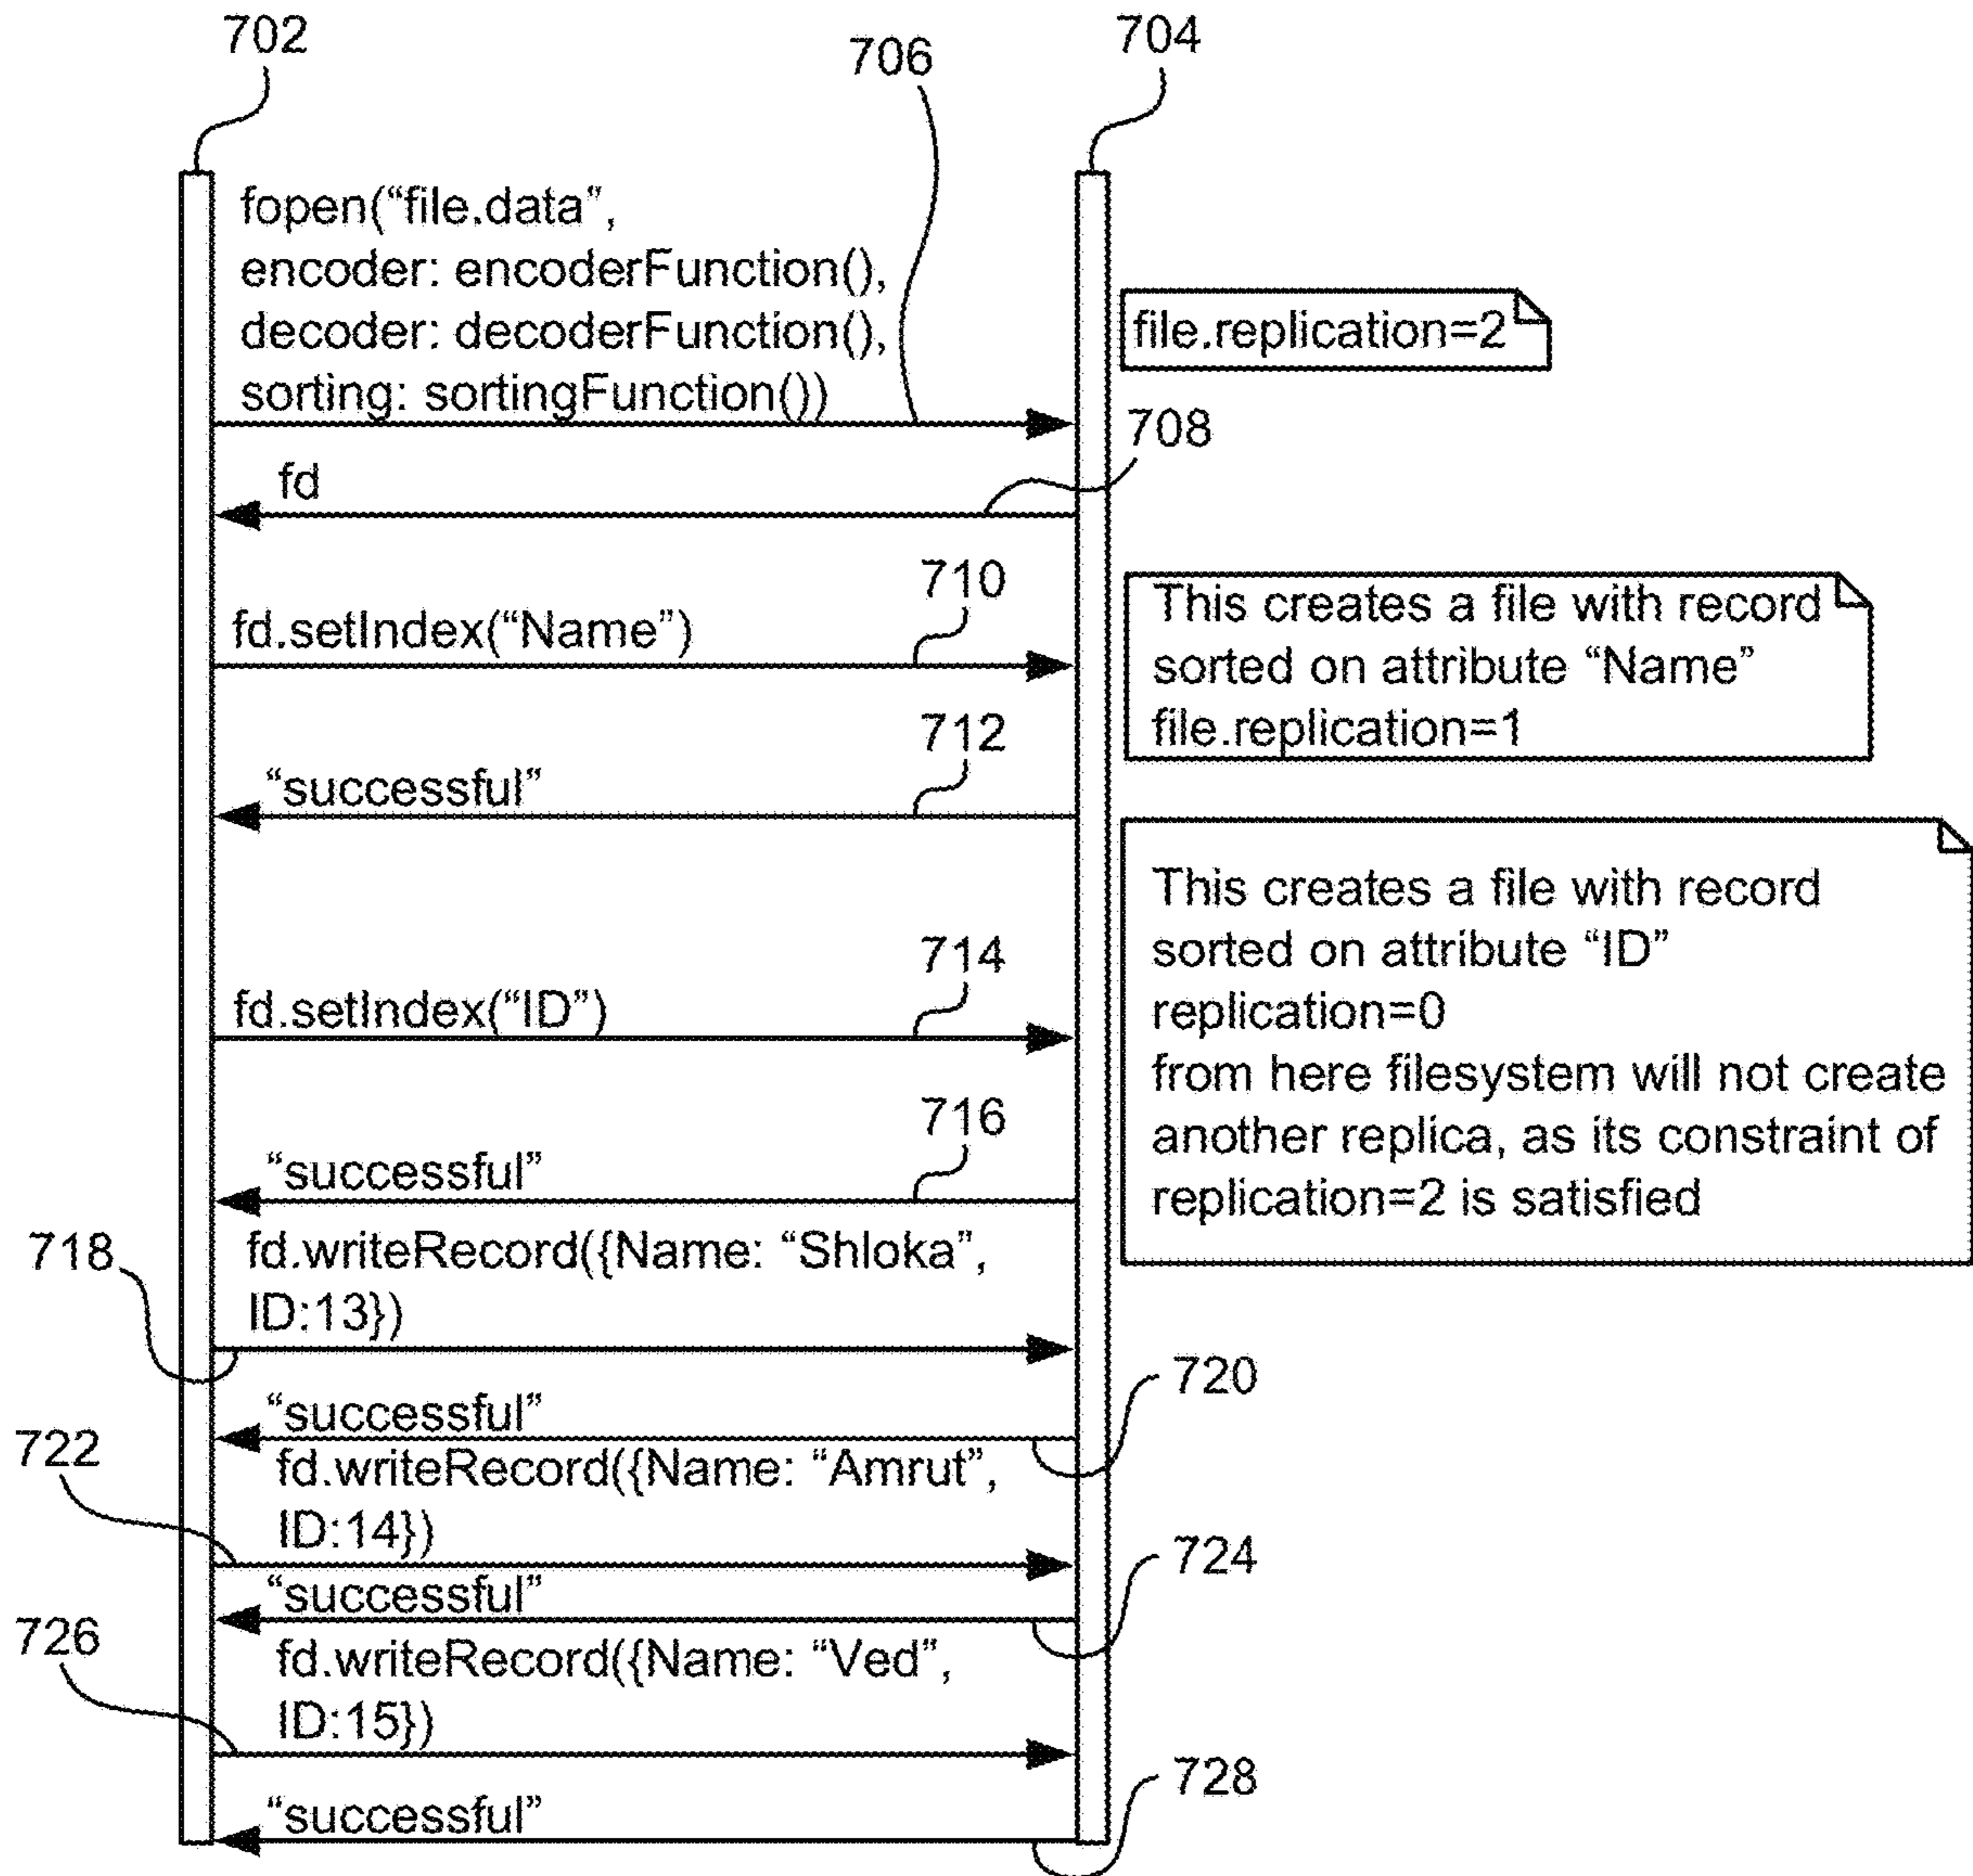 702
706
704
fopen("file.data",
encoder: encoderFunction(),
decoder: decoderFunction(),
sorting: sortingFunction())
file.replication=2
708
fd
710
fd.setIndex("Name")
This creates a file with record
sorted on attribute "Name"
file.replication=1
712
"successful"
714
fd.setIndex("ID")
This creates a file with record
sorted on attribute "ID"
replication=0
from here filesystem will not create
another replica, as its constraint of
replication=2 is satisfied
716
"successful"
718
fd.writeRecord({Name: "Shloka",
ID:13})
720
"successful"
722
fd.writeRecord({Name: "Amrut",
ID:14})
724
"successful"
726
fd.writeRecord({Name: "Ved",
ID:15})
728
"successful"